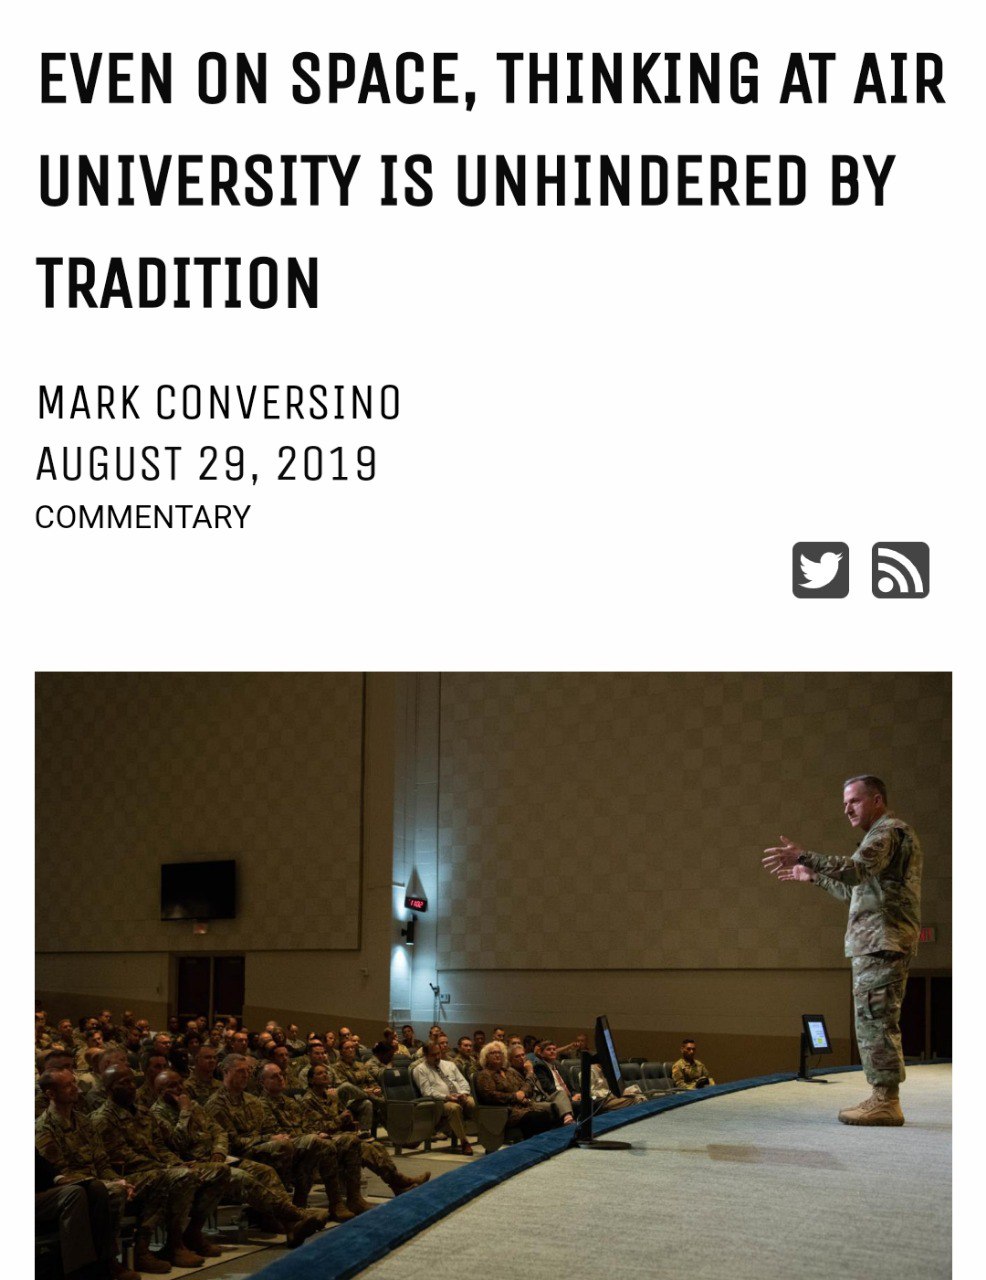 EVEN ON SPACE, THINKING AT AIR
UNIVERSITY IS UNHINDERED BY
TRADITION
MARK CONVERSINO
AUGUST 29, 2019
COMMENTARY